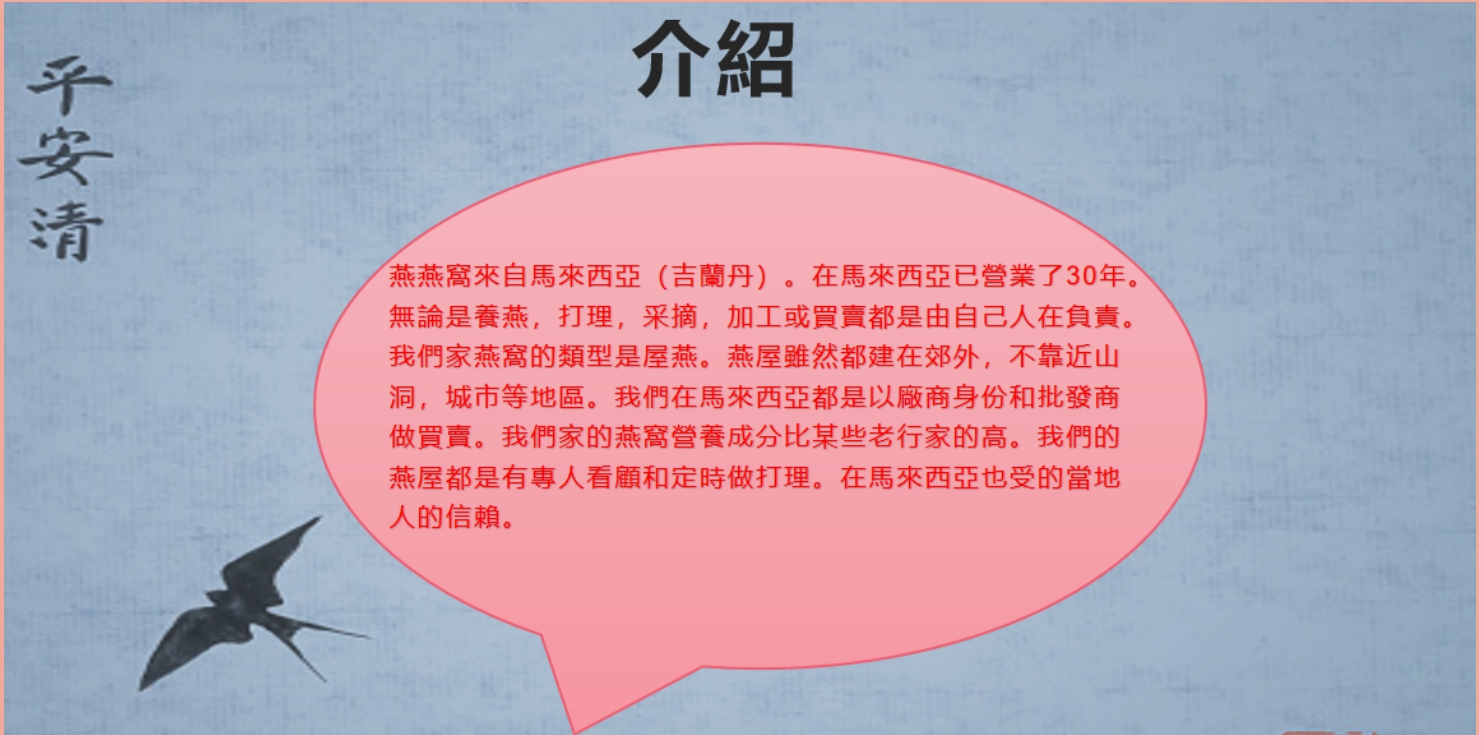 介紹
平安清
燕燕窩來自馬來西亞（吉蘭丹）。在馬來西亞已營業了30年。
無論是養燕，打理，采摘，加工或買賣都是由自己人在負責。
我們家燕窩的類型是屋燕。燕屋雖然都建在郊外，不靠近山
洞，城市等地區。我們在馬來西亞都是以廠商身份和批發商
做買賣。我們家的燕窩營養成分比某些老行家的高。我們的
燕屋都是有專人看顧和定時做打理。在馬來西亞也受的當地
人的信賴。